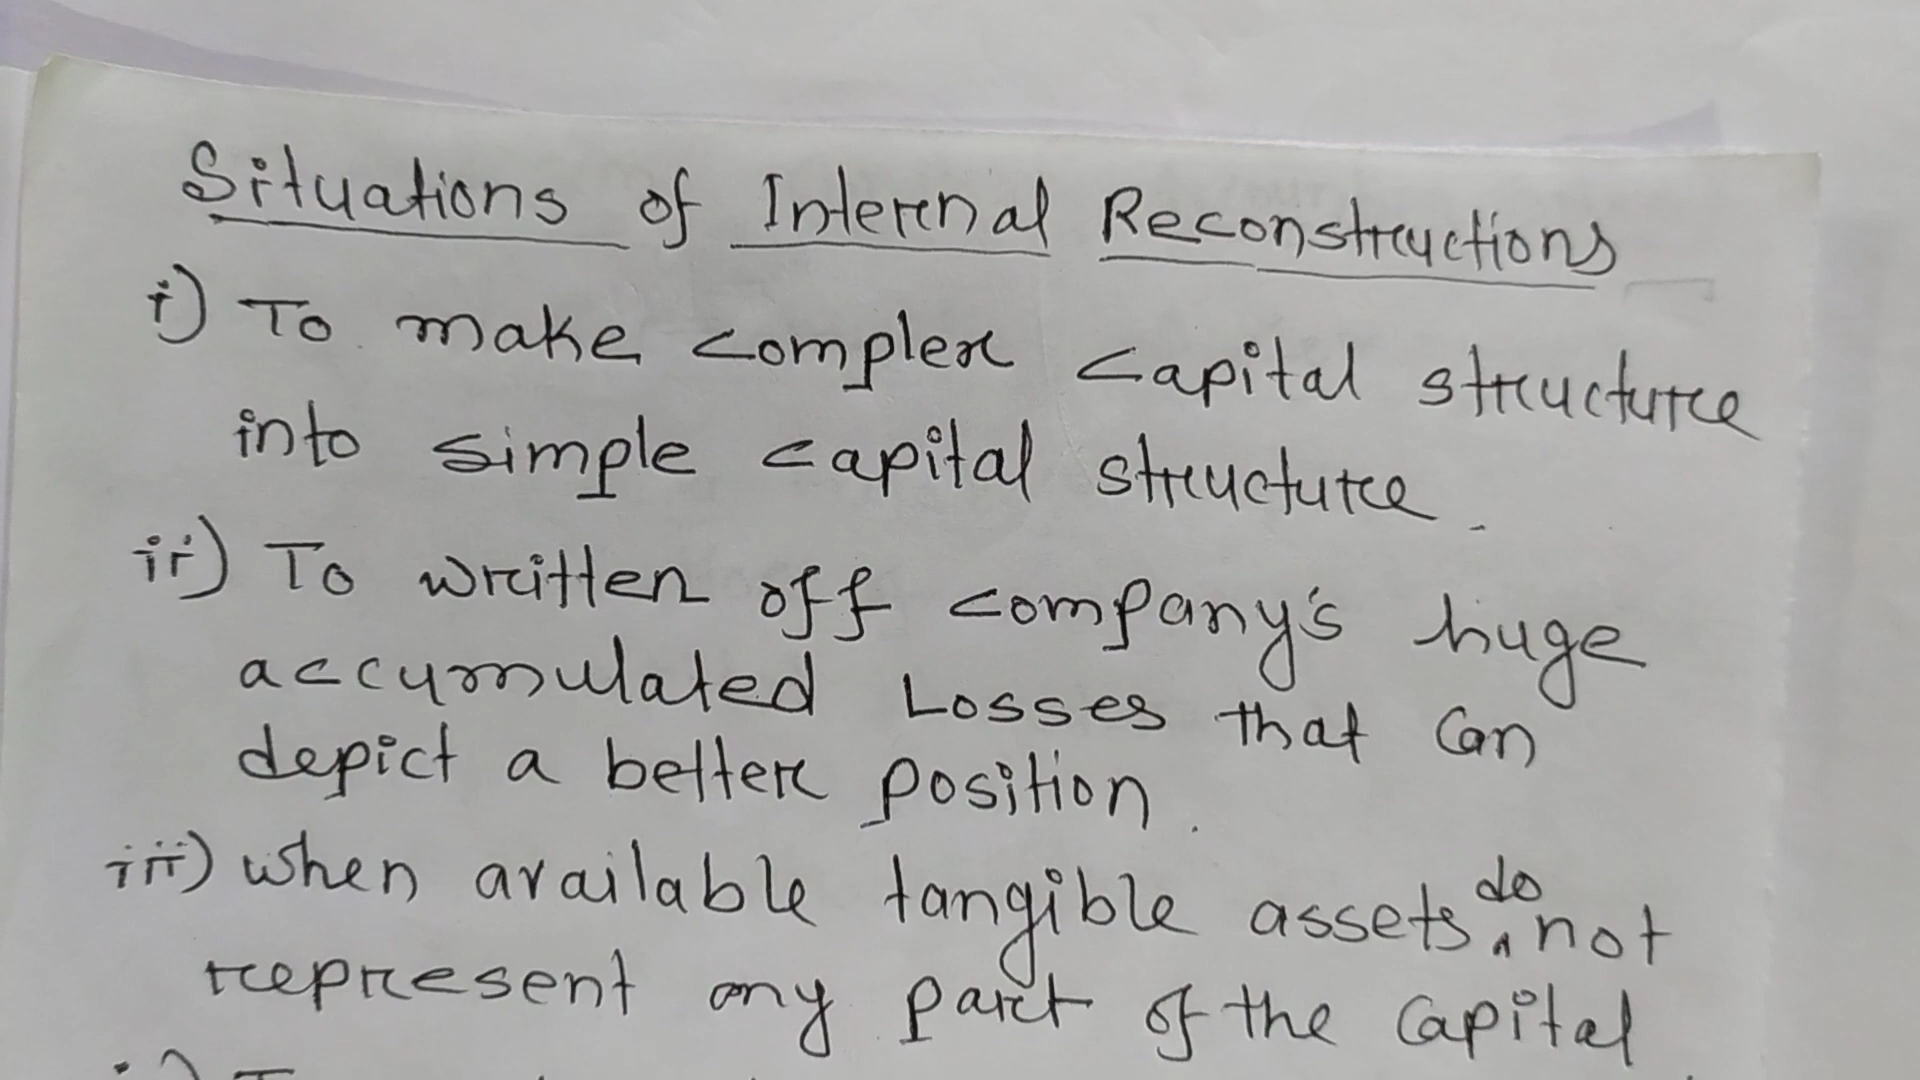 Situations of Internal Reconstructions
i) To make complex capital structure
into simple capital structure.
ii) To written off company's huge
accumulated Losses that can
depict a better position.
iii) when available tangible assets do not
represent any part of the capital